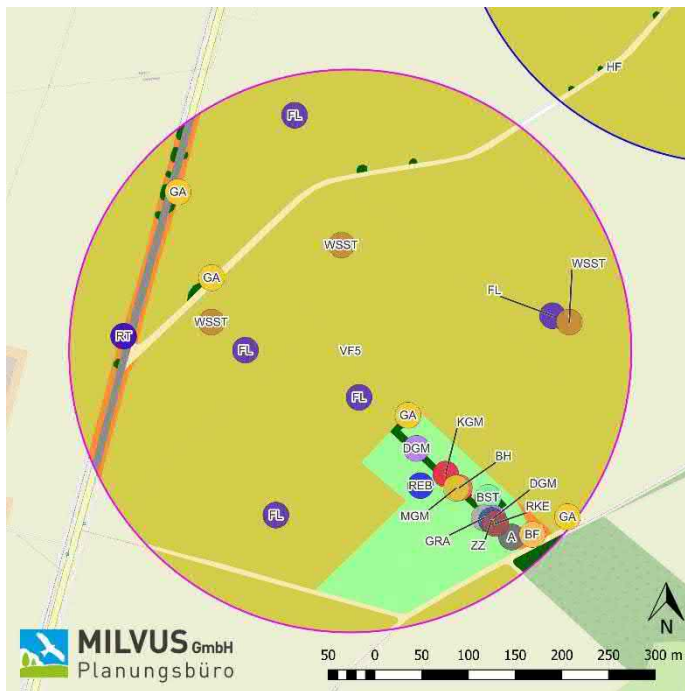 HF
FL
GA
WSST
GA
WSST
FL
WSST
RT
FL
VF5
FL
GA
KGM
DGM
BH
REB
BST
DGM
MGM
RKE
FL
GRA
ZZ
A
BF
GA
MILVUS GmbH
Planungsbüro
N
50 0 50 100 150 200 250 300 m